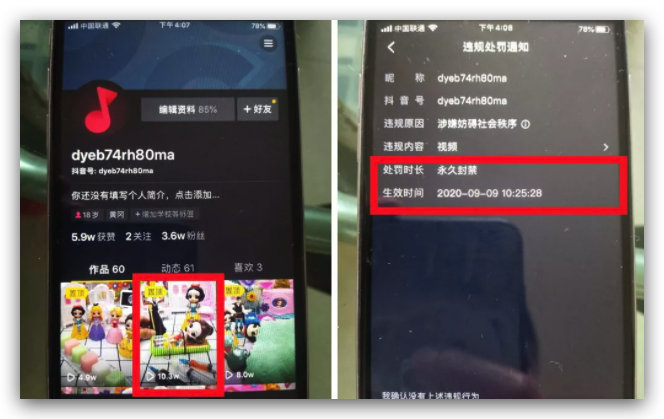 中国联通
下午4:07
78%
编辑资料 85%
+ 好友
dyeb74rh80ma
抖音号: dyeb74rh80ma
你还没有填写个人简介，点击添加...
18岁
黄冈
+ 增加学校等标签
5.9w 获赞
2 关注
3.6w 粉丝
作品 60
动态 61
喜欢 3
置顶
置顶
置顶
4.9w
10.3w
8.0w
中国联通
下午4:08
78%
违规处罚通知
昵 称 dyeb74rh80ma
抖 音 号 dyeb74rh80ma
违规原因 涉嫌妨碍社会秩序
违规内容 视频
处罚时长 永久封禁
生效时间 2020-09-09 10:25:28
我确认没有上述违规行为